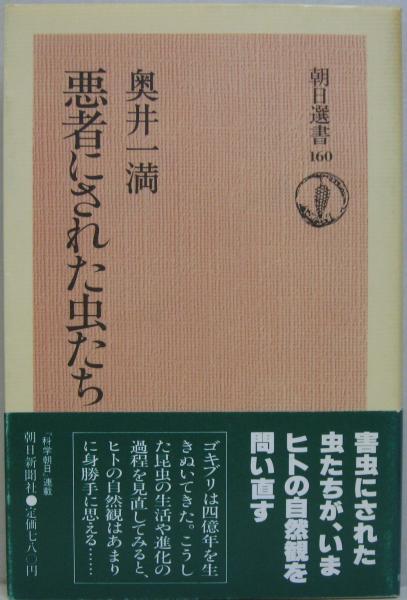 朝日選書
160
奥井一満
悪者にされた虫たち
害虫にされた
虫たちが、いま
ヒトの自然観を
問い直す
ゴキブリは四億年を生
きぬいてきた。こうし
た昆虫の生活や進化の
過程を見直してみると、
ヒトの自然観はあまり
に身勝手に思える……
『科学朝日』連載
朝日新聞社●定価七八〇円